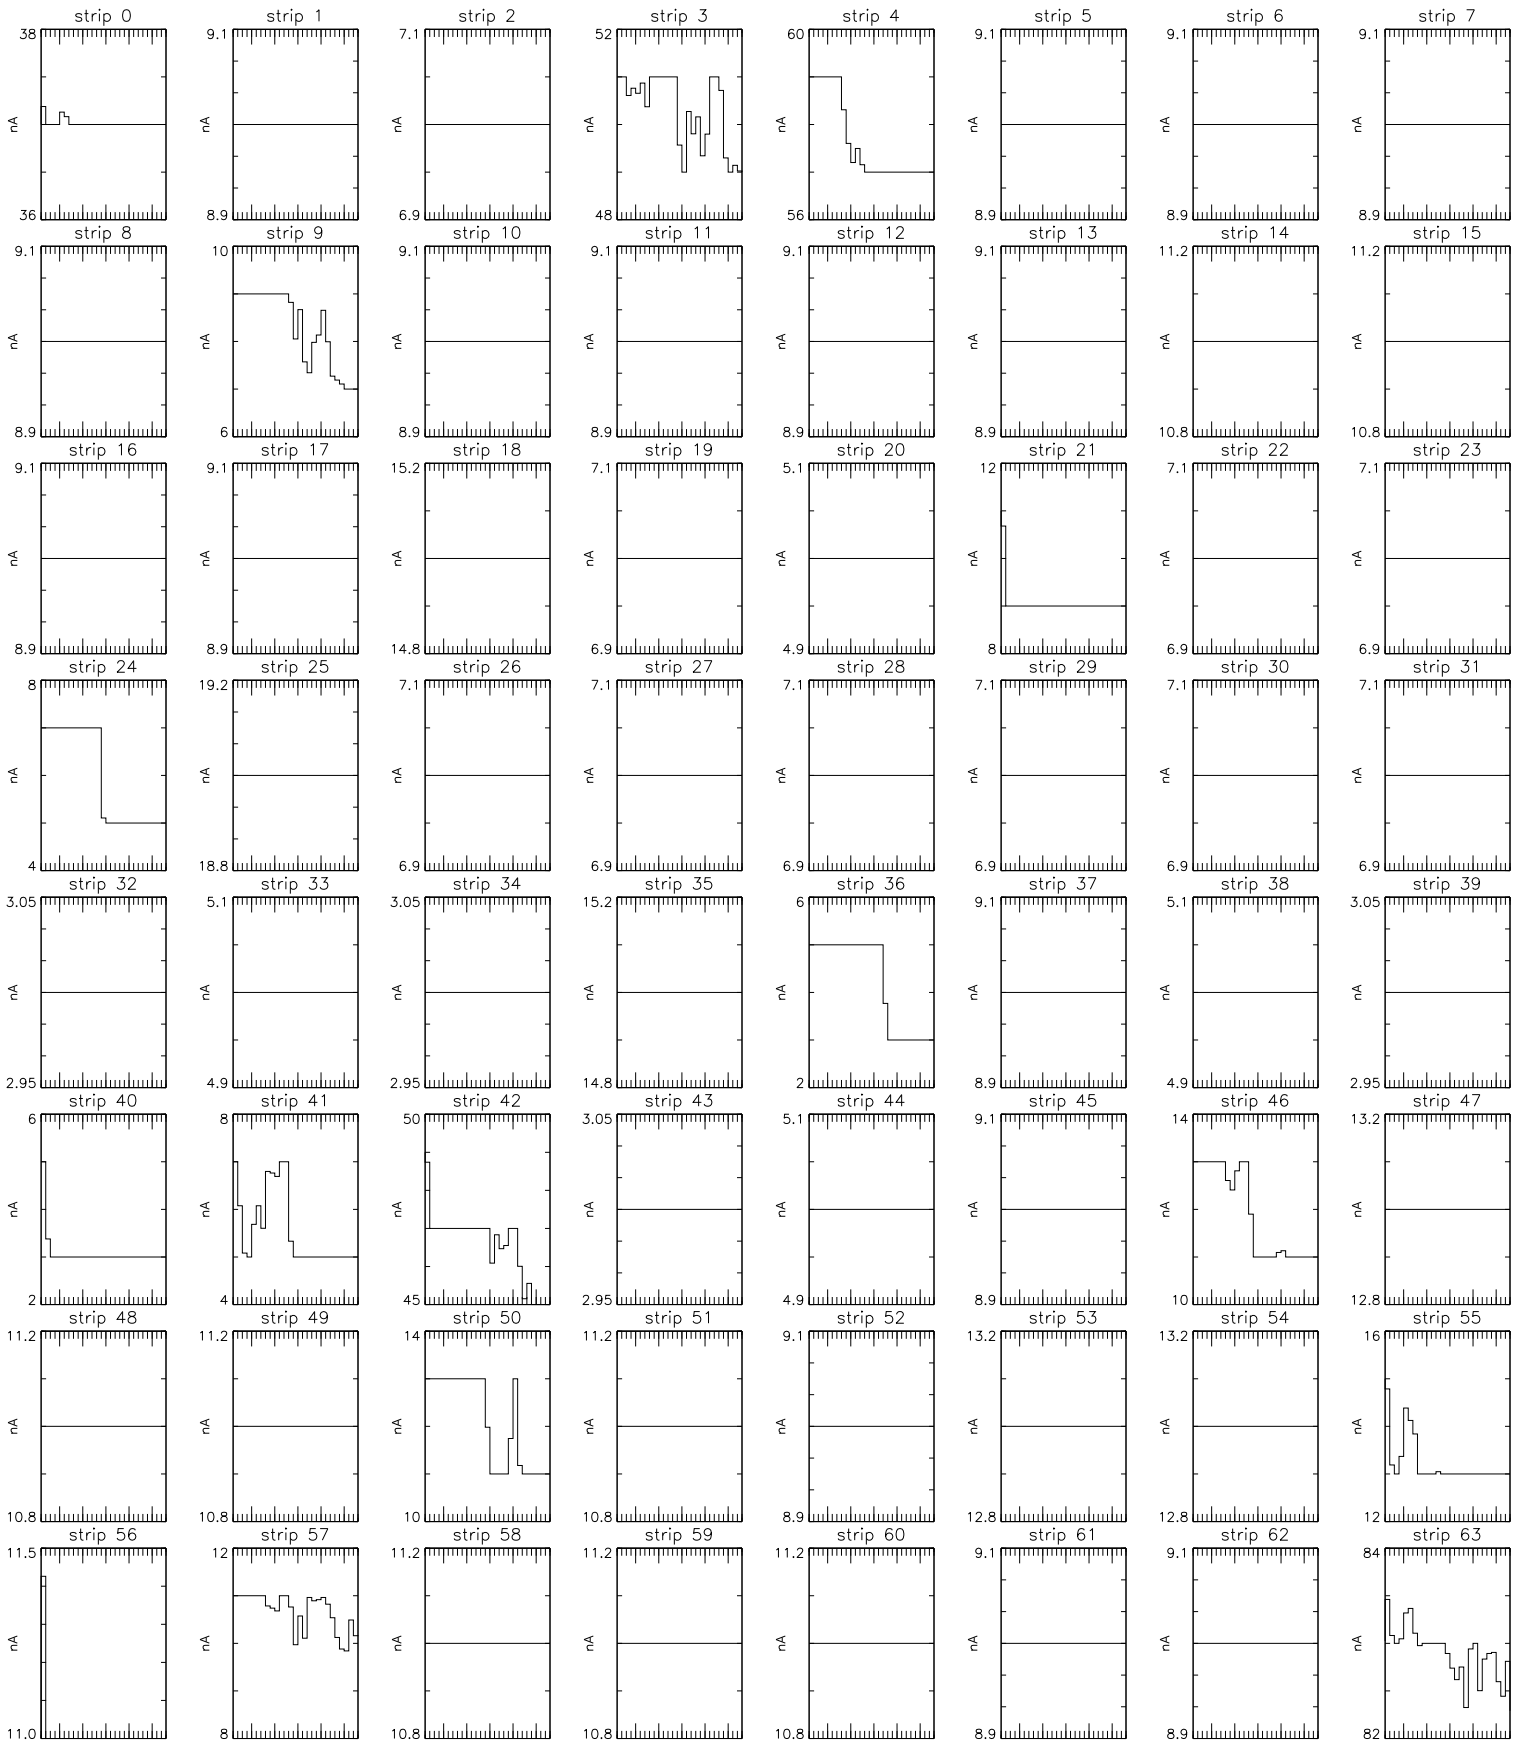 strip 0 strip 1 strip 2 strip 3 strip 4 strip 5 strip 6 strip 7
38 9.1 7.1 52 60 9.1 9.1 9.1
nA nA nA nA nA nA nA nA
36 8.9 6.9 48 56 8.9 8.9 8.9
strip 8 strip 9 strip 10 strip 11 strip 12 strip 13 strip 14 strip 15
9.1 10 9.1 9.1 9.1 9.1 11.2 11.2
nA nA nA nA nA nA nA nA
8.9 6 8.9 8.9 8.9 8.9 10.8 10.8
strip 16 strip 17 strip 18 strip 19 strip 20 strip 21 strip 22 strip 23
9.1 9.1 15.2 7.1 5.1 12 7.1 7.1
nA nA nA nA nA nA nA nA
8.9 8.9 14.8 6.9 4.9 8 6.9 6.9
strip 24 strip 25 strip 26 strip 27 strip 28 strip 29 strip 30 strip 31
8 19.2 7.1 7.1 7.1 7.1 7.1 7.1
nA nA nA nA nA nA nA nA
4 18.8 6.9 6.9 6.9 6.9 6.9 6.9
strip 32 strip 33 strip 34 strip 35 strip 36 strip 37 strip 38 strip 39
3.05 5.1 3.05 15.2 6 9.1 5.1 3.05
nA nA nA nA nA nA nA nA
2.95 4.9 2.95 14.8 2 8.9 4.9 2.95
strip 40 strip 41 strip 42 strip 43 strip 44 strip 45 strip 46 strip 47
6 8 50 3.05 5.1 9.1 14 13.2
nA nA nA nA nA nA nA nA
2 4 45 2.95 4.9 8.9 10 12.8
strip 48 strip 49 strip 50 strip 51 strip 52 strip 53 strip 54 strip 55
11.2 11.2 14 11.2 9.1 13.2 13.2 16
nA nA nA nA nA nA nA nA
10.8 10.8 10 10.8 8.9 12.8 12.8 12
strip 56 strip 57 strip 58 strip 59 strip 60 strip 61 strip 62 strip 63
11.5 12 11.2 11.2 11.2 9.1 9.1 84
nA nA nA nA nA nA nA nA
11.0 8 10.8 10.8 10.8 8.9 8.9 82